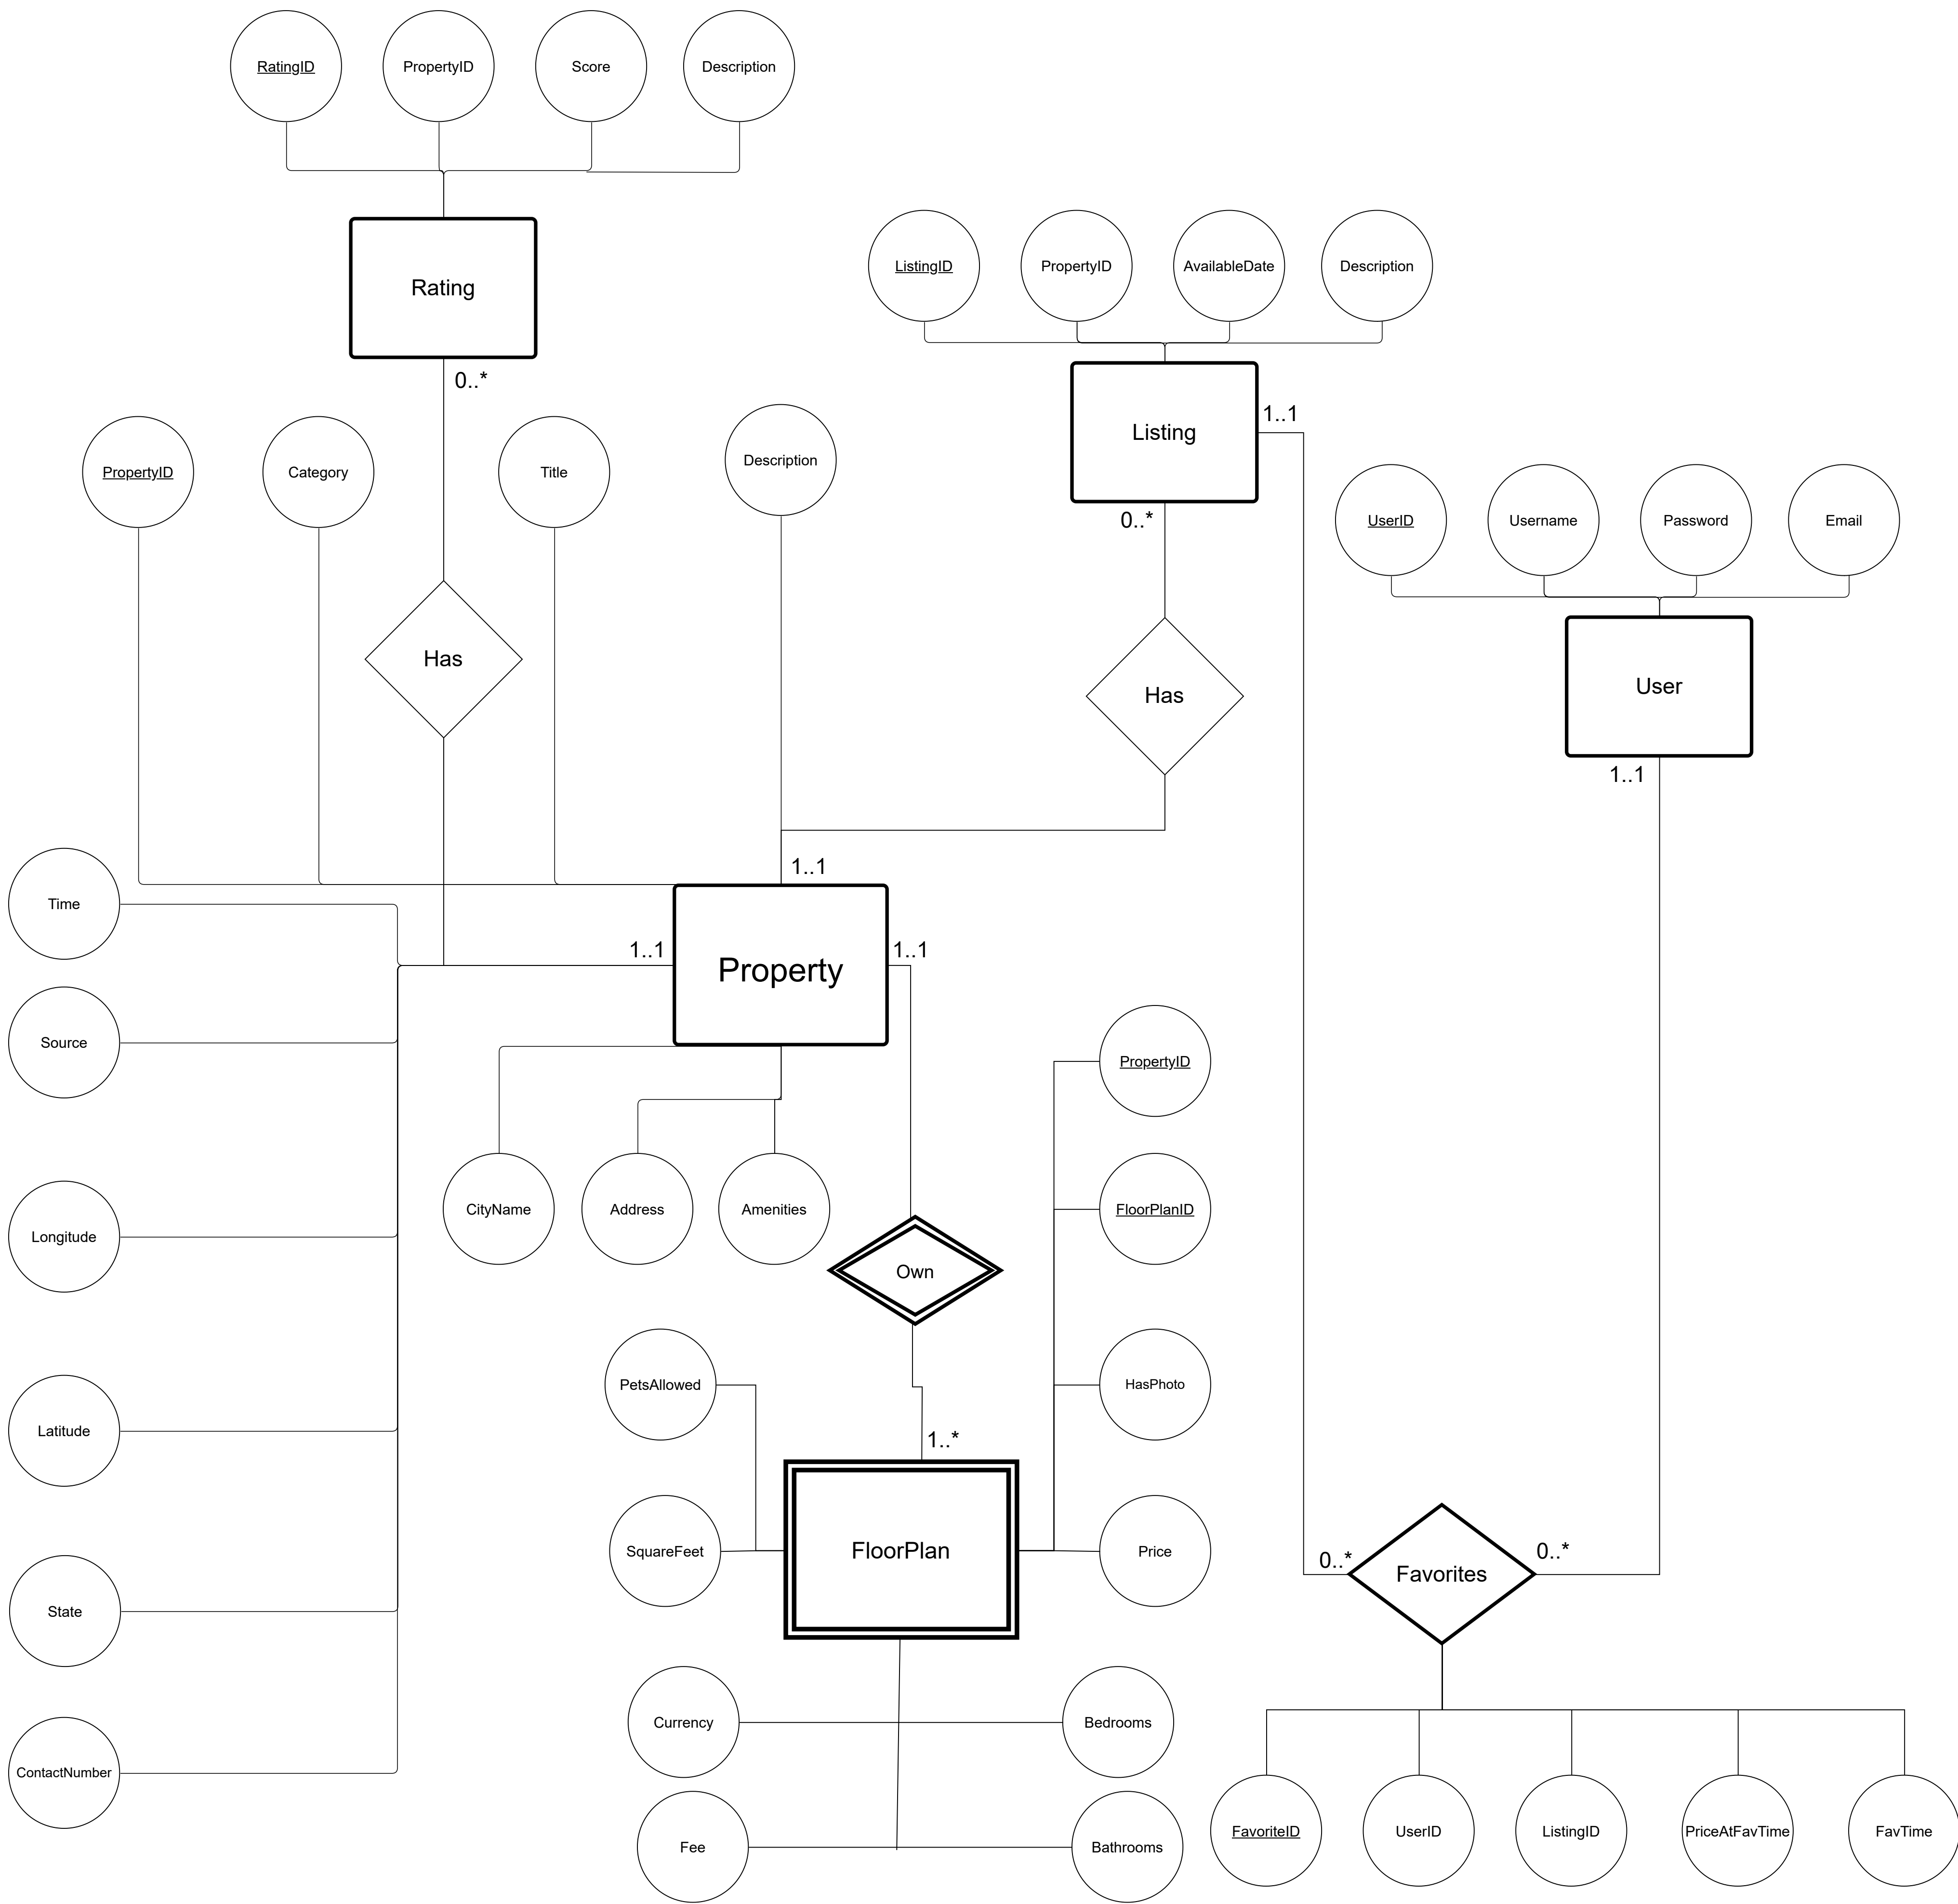 RatingID
PropertyID
Score
Description
Rating
0..*
ListingID
PropertyID
AvailableDate
Description
Listing
1..1
0..*
PropertyID
Category
Title
Description
UserID
Username
Password
Email
Has
Has
User
1..1
1..1
Time
1..1
1..1
Property
Source
PropertyID
CityName
Address
Amenities
FloorPlanID
Longitude
Own
PetsAllowed
HasPhoto
Latitude
1..*
SquareFeet
FloorPlan
Price
0..*
0..*
Favorites
State
Currency
Bedrooms
ContactNumber
Fee
Bathrooms
FavoriteID
UserID
ListingID
PriceAtFavTime
FavTime